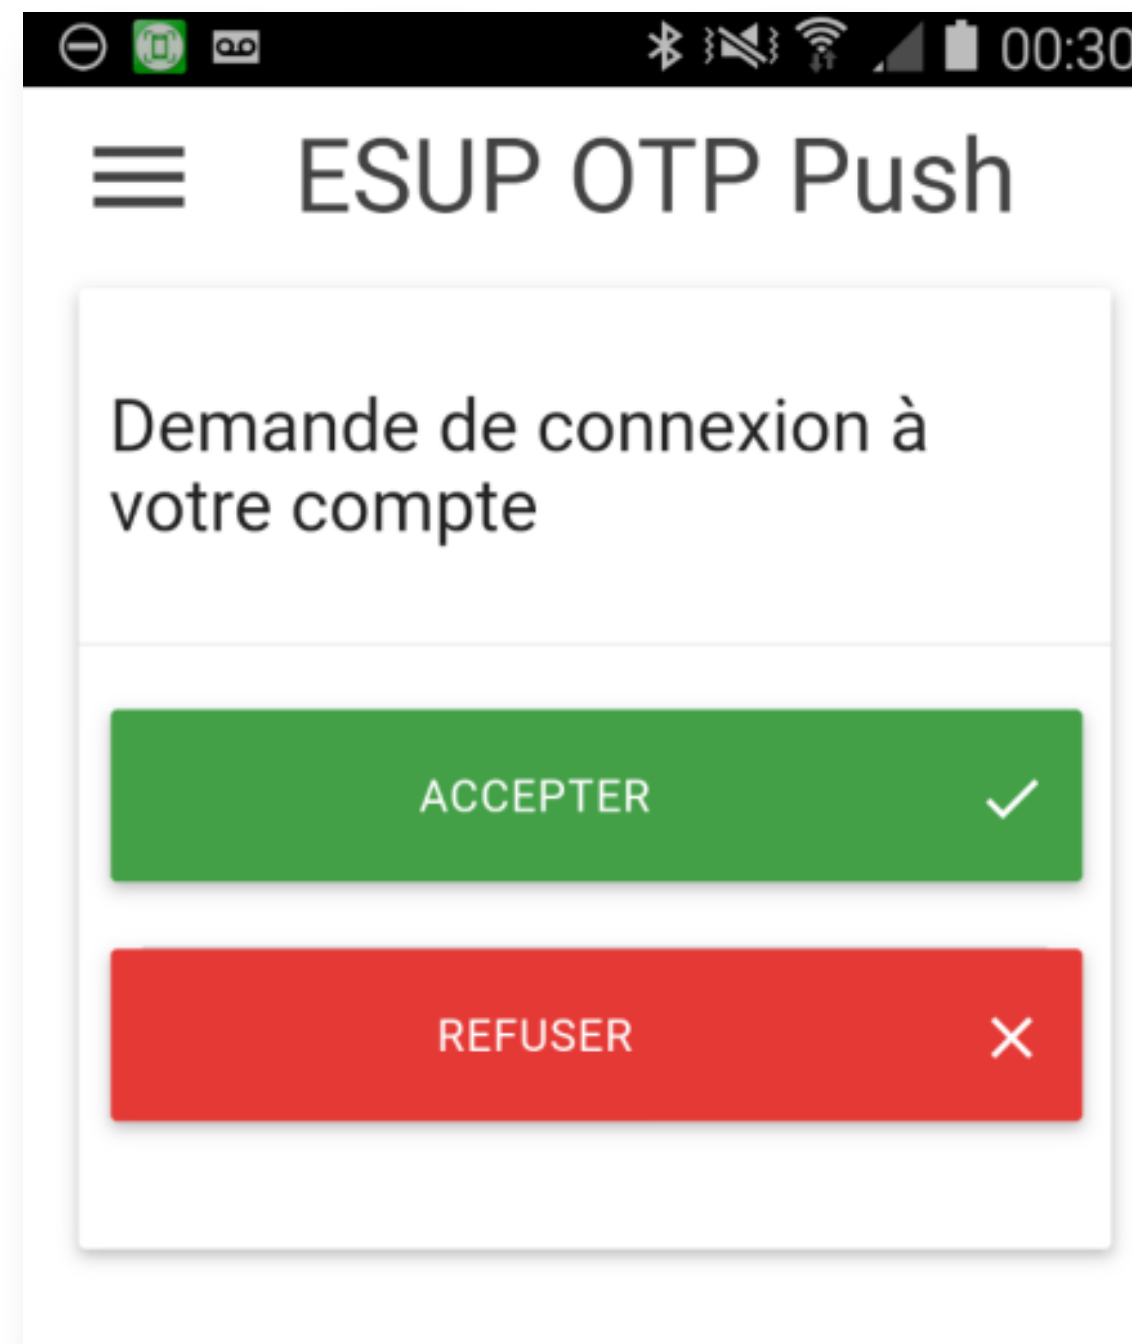 00:30
ESUP OTP Push
Demande de connexion à
votre compte
ACCEPTER
REFUSER